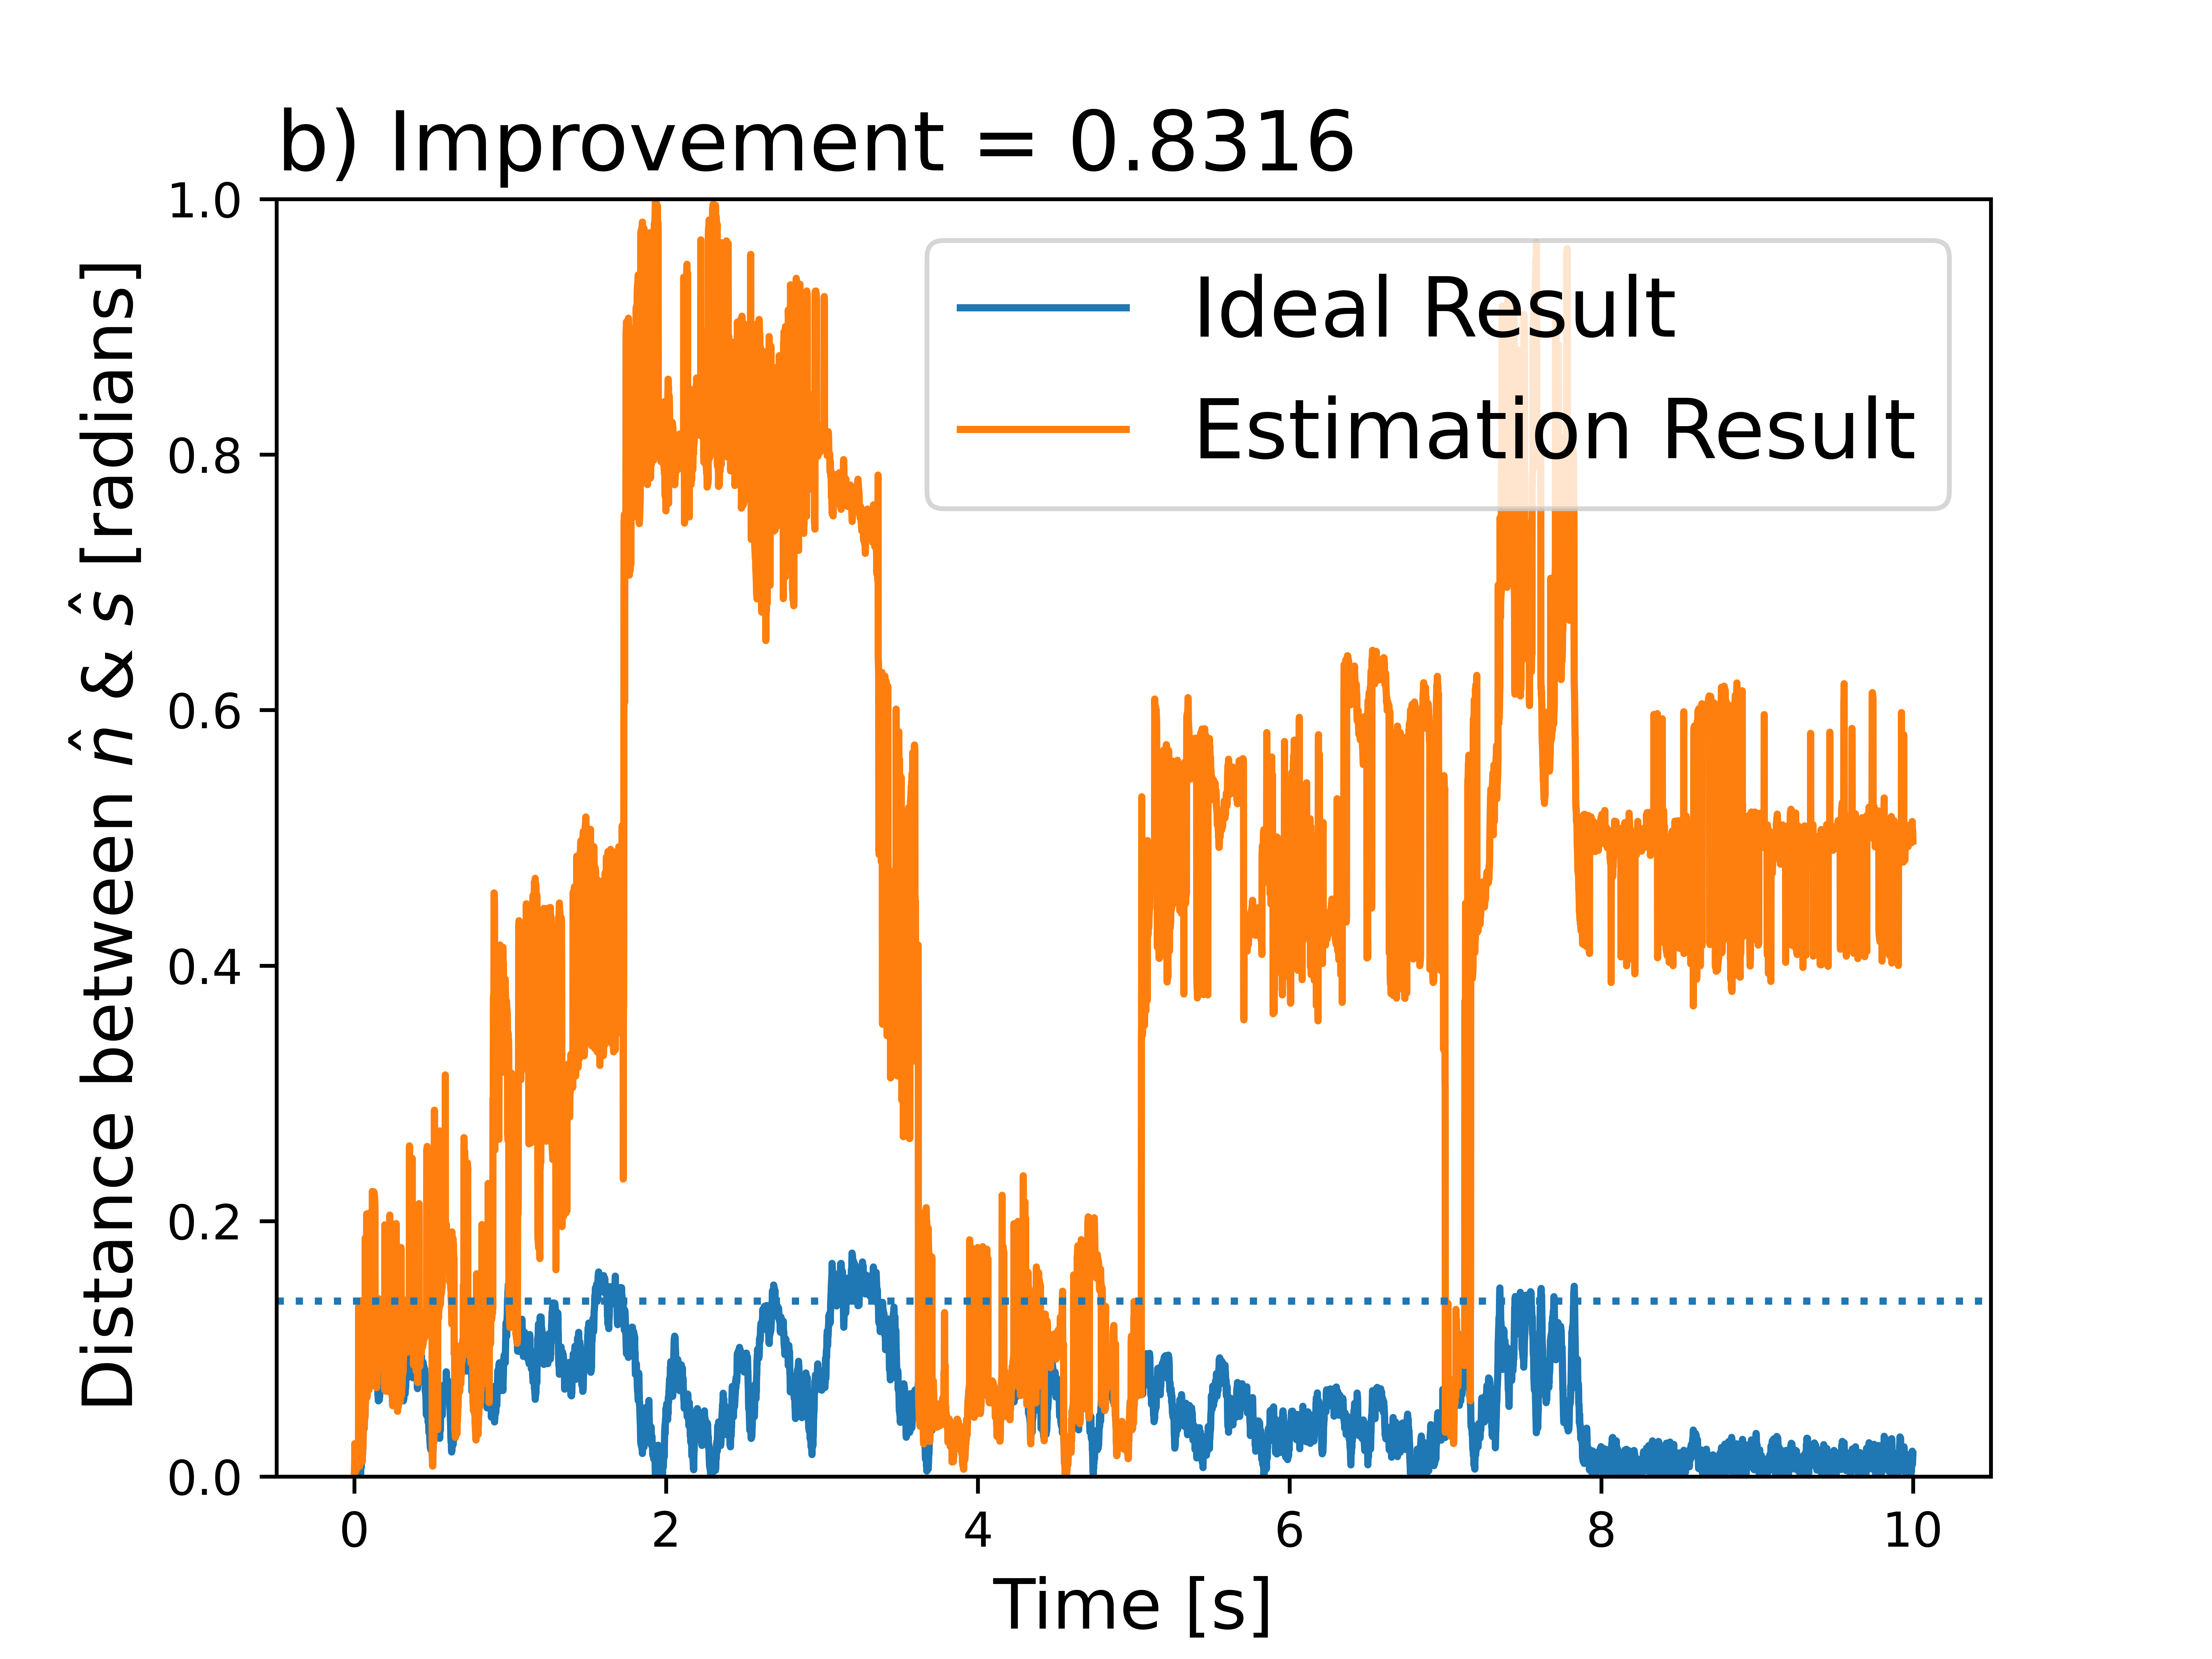 b) Improvement = 0.8316
Distance between n̂ & ŝ [radians]
1.0
0.8
0.6
0.4
0.2
0.0
Ideal Result
Estimation Result
0 2 4 6 8 10
Time [s]